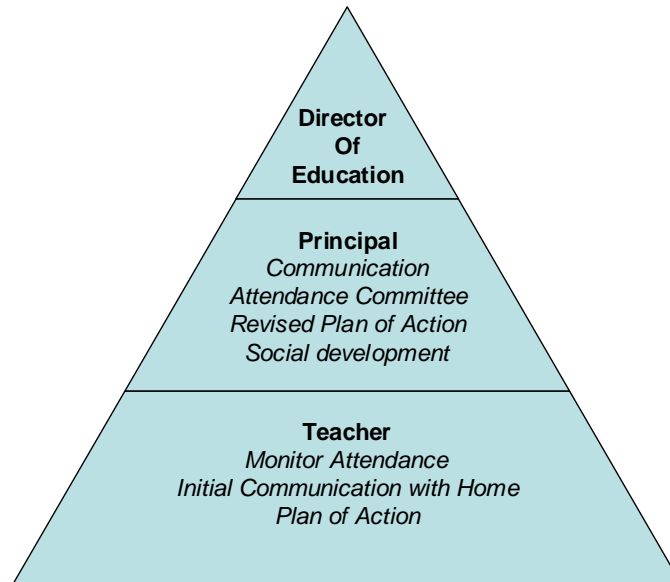 Director
Of
Education
Principal
Communication
Attendance Committee
Revised Plan of Action
Social development
Teacher
Monitor Attendance
Initial Communication with Home
Plan of Action